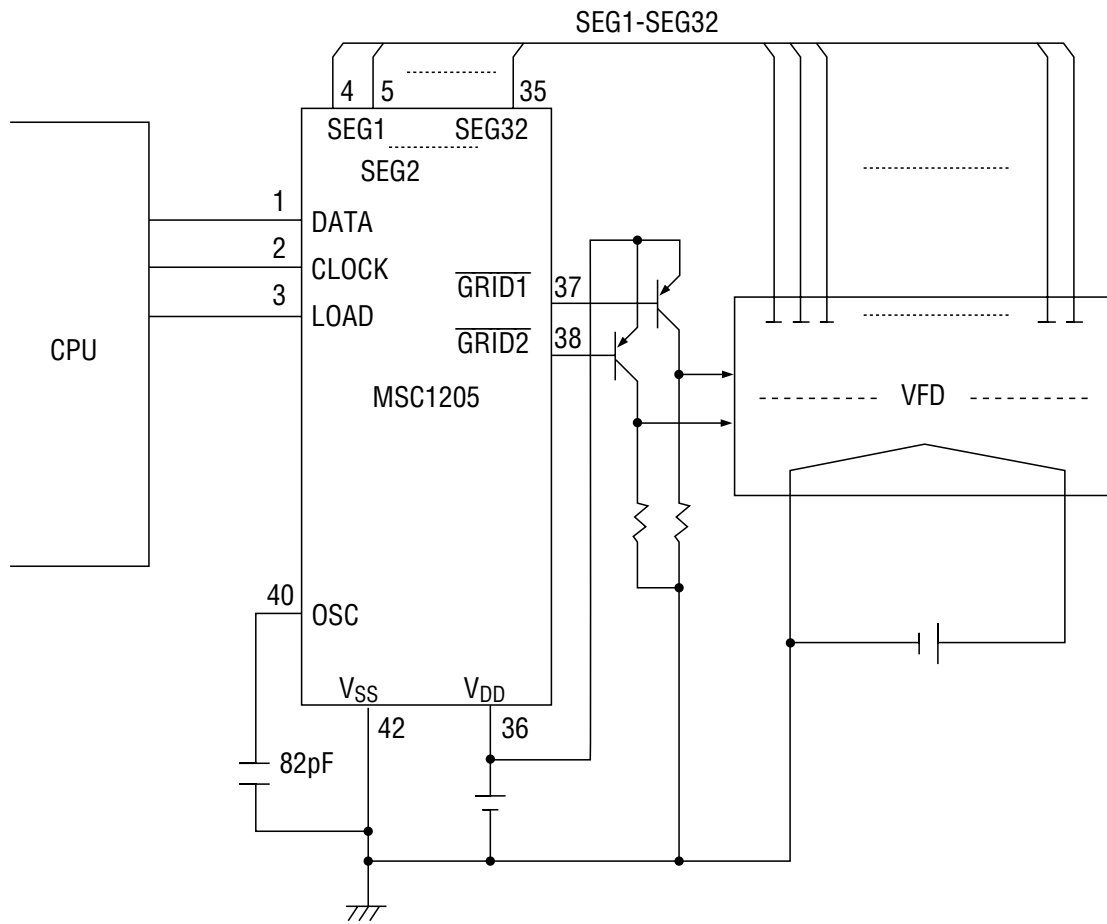 SEG1-SEG32
4 5 35
SEG1 SEG32
SEG2
1
DATA
2
CLOCK
3
LOAD
GRID1 37
GRID2 38
CPU
MSC1205
VFD
40
OSC
VSS VDD
42 36
82pF